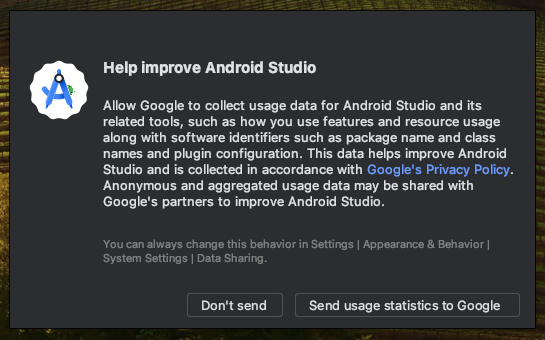 Help improve Android Studio
Allow Google to collect usage data for Android Studio and its
related tools, such as how you use features and resource usage
along with software identifiers such as package name and class
names and plugin configuration. This data helps improve Android
Studio and is collected in accordance with Google's Privacy Policy.
Anonymous and aggregated usage data may be shared with
Google's partners to improve Android Studio.
You can always change this behavior in Settings | Appearance & Behavior |
System Settings | Data Sharing.
Don't send
Send usage statistics to Google